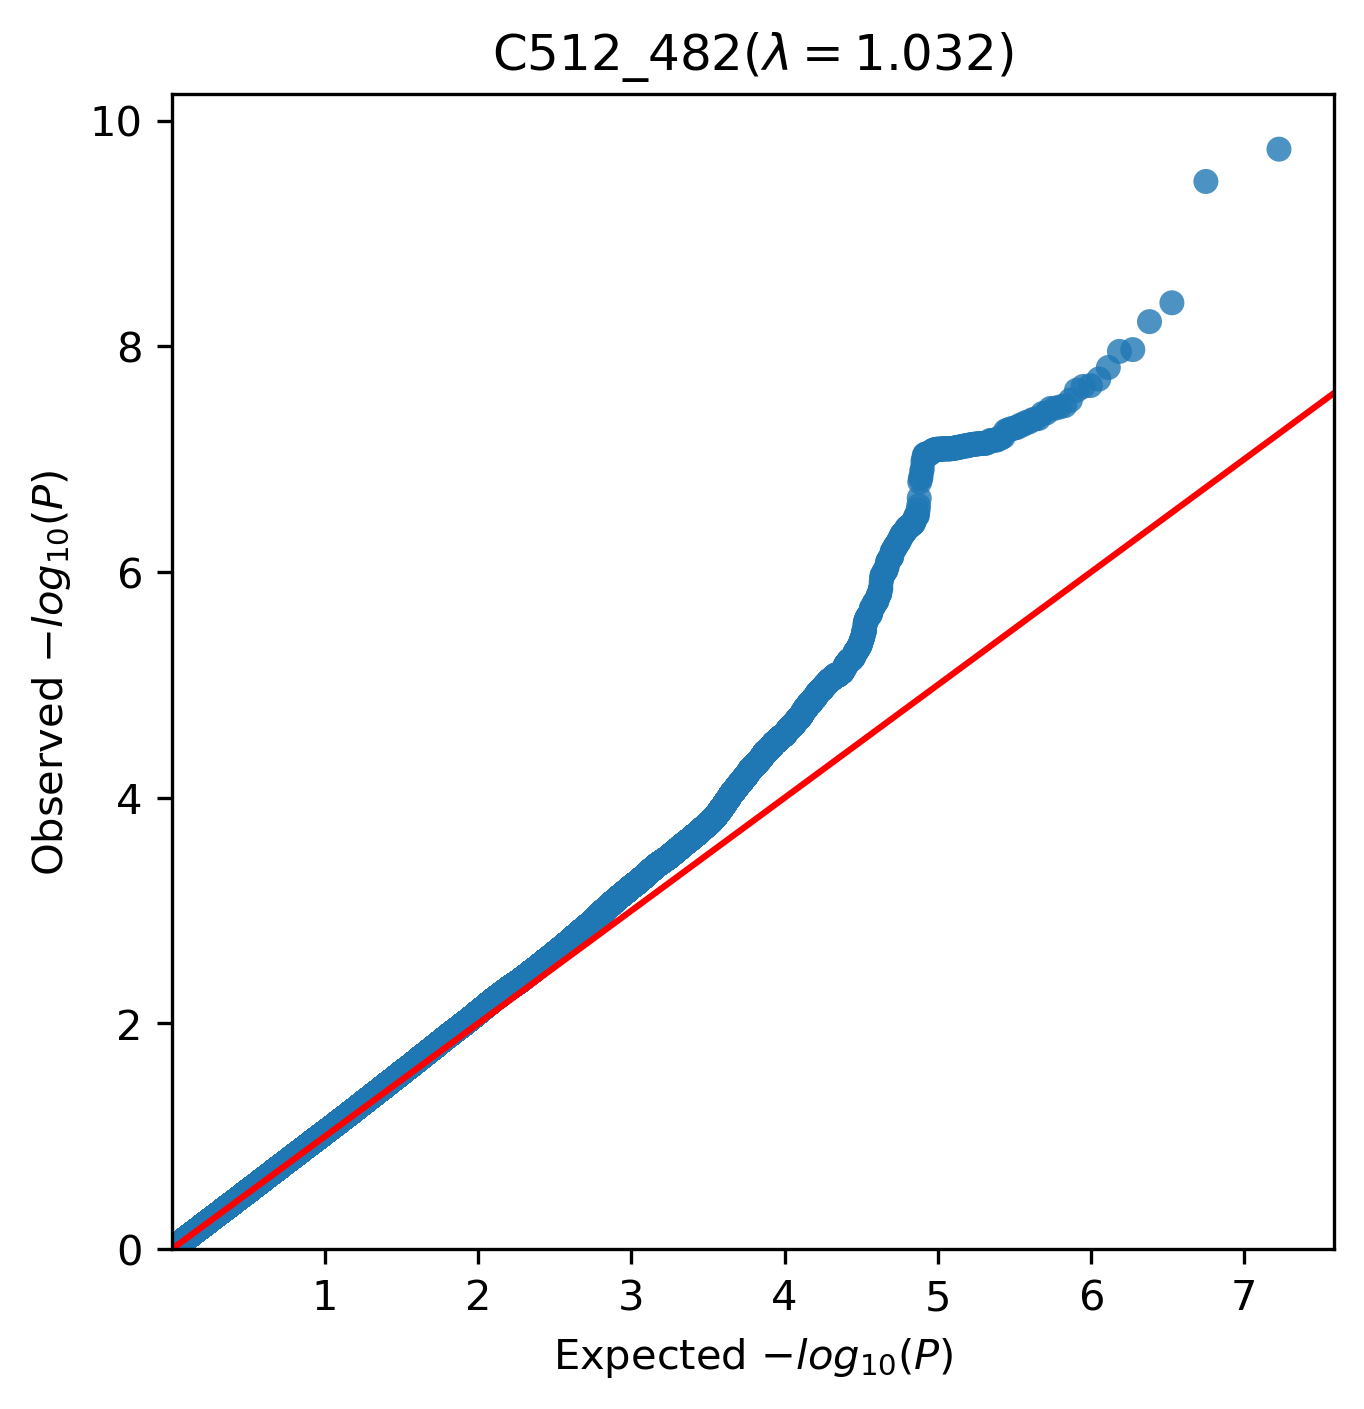 C512_482(λ = 1.032)
10
8
6
4
2
0
Observed −log₁₀(P)
1 2 3 4 5 6 7
Expected −log₁₀(P)